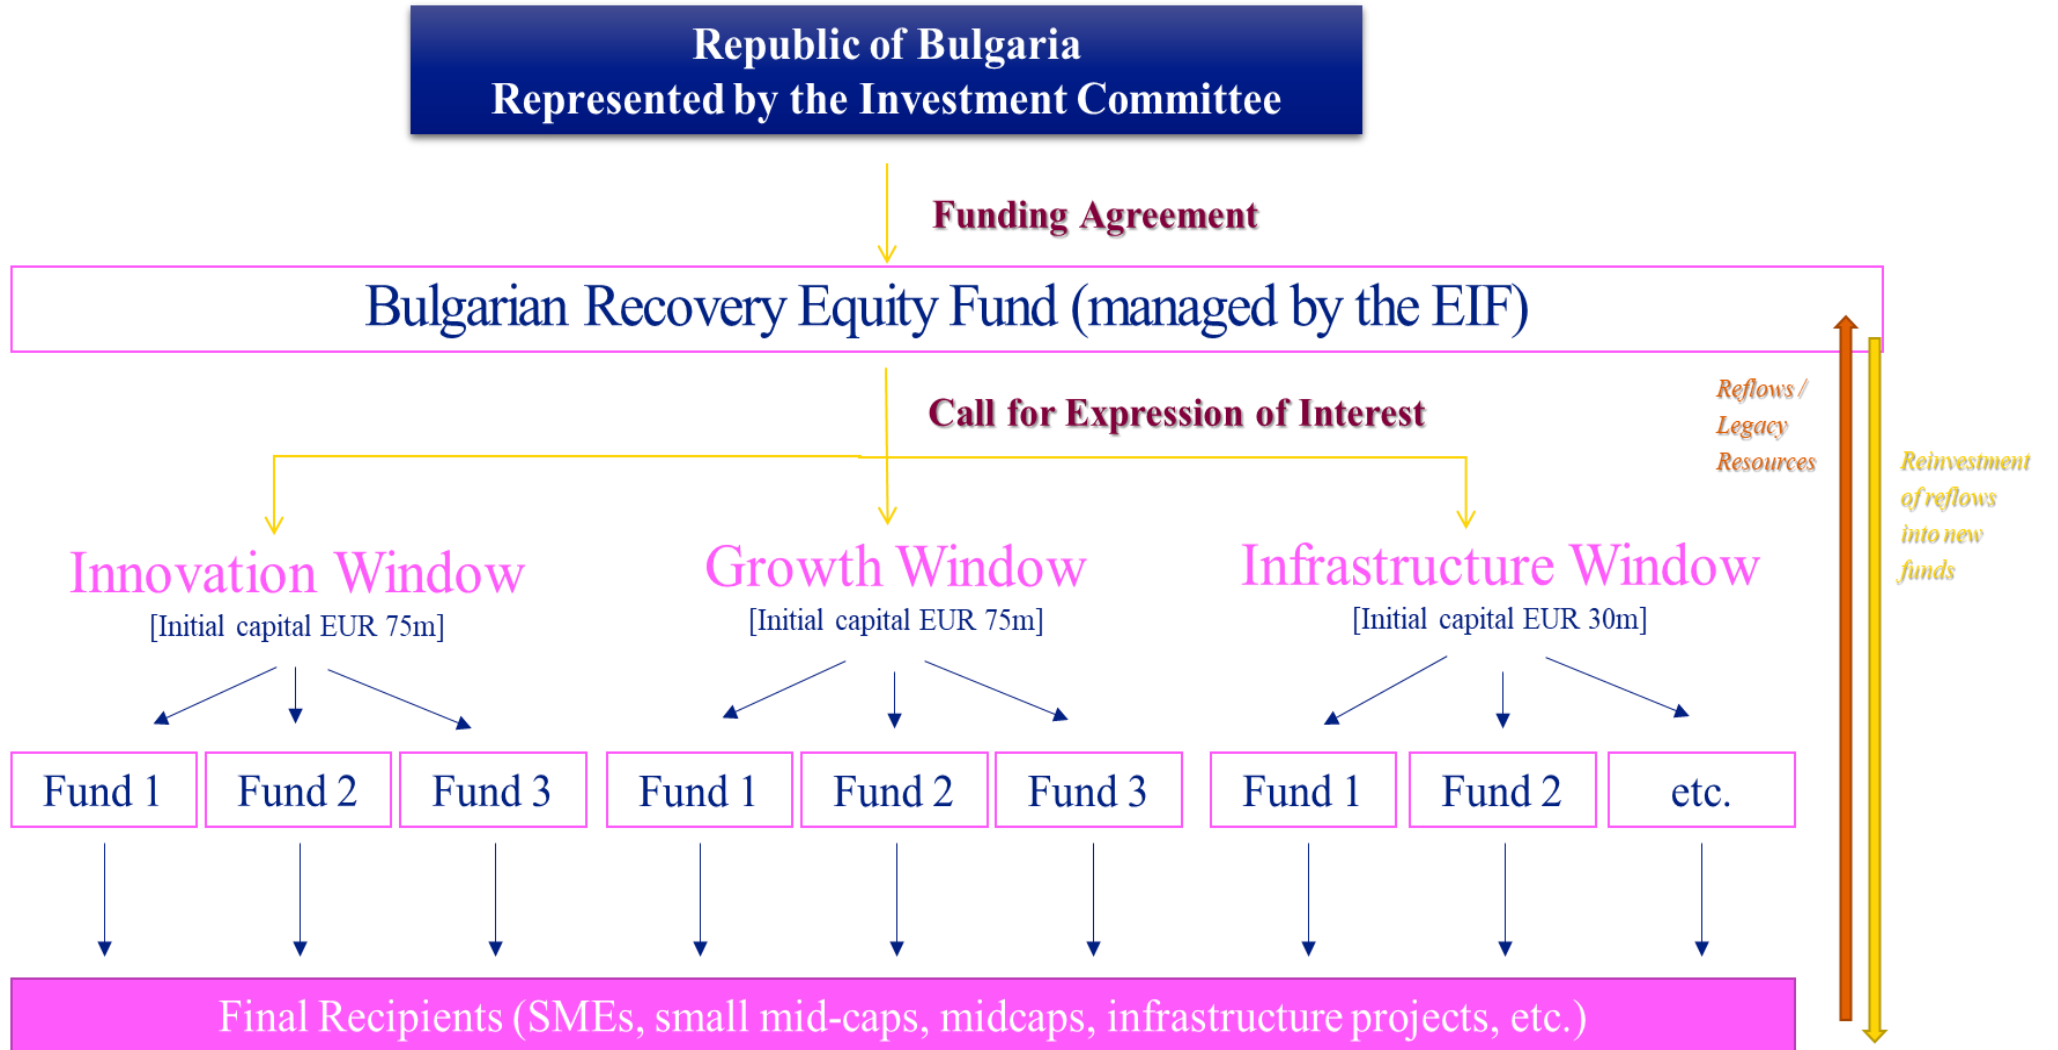 Republic of Bulgaria
Represented by the Investment Committee
Funding Agreement
Bulgarian Recovery Equity Fund (managed by the EIF)
Call for Expression of Interest
Reflows /
Legacy
Resources
Reinvestment
of reflows
into new
funds
Innovation Window
[Initial capital EUR 75m]
Growth Window
[Initial capital EUR 75m]
Infrastructure Window
[Initial capital EUR 30m]
Fund 1
Fund 2
Fund 3
Fund 1
Fund 2
Fund 3
Fund 1
Fund 2
etc.
Final Recipients (SMEs, small mid-caps, midcaps, infrastructure projects, etc.)